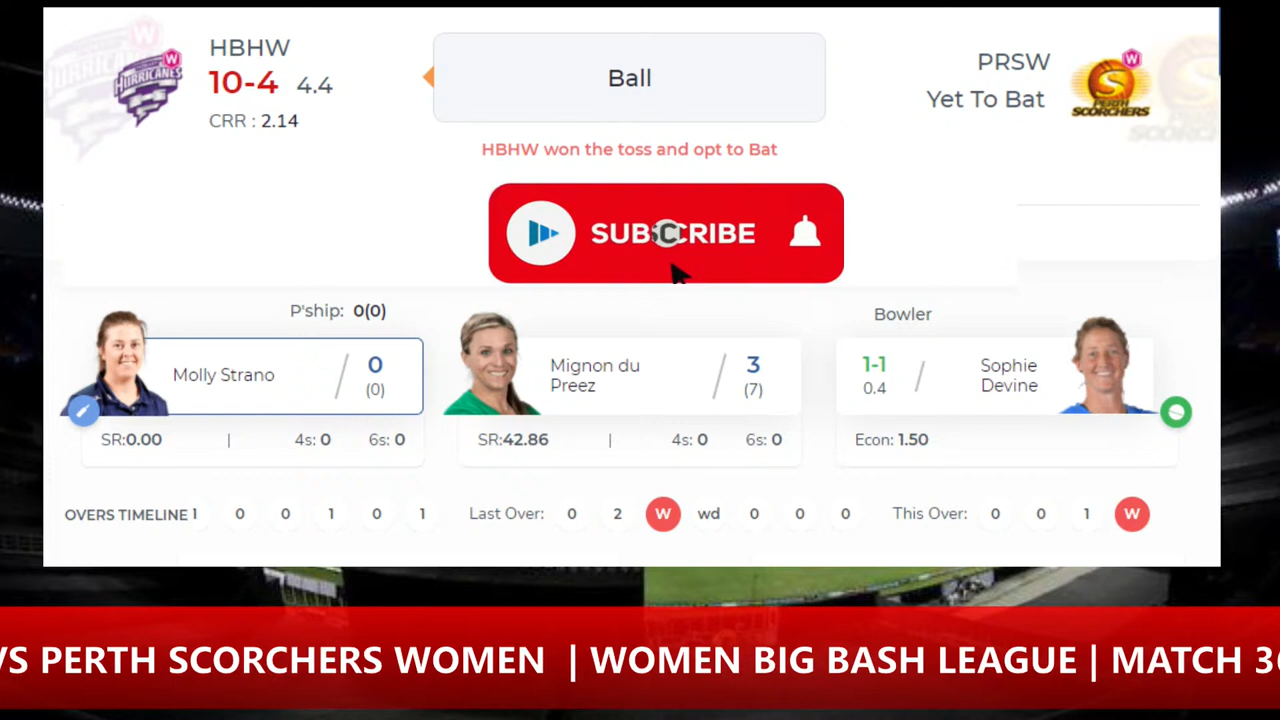 HBHW
10-4 4.4
CRR : 2.14
HURRICANES
W
Ball
PRSW
Yet To Bat
W
PERTH
SCORCHERS
HBHW won the toss and opt to Bat
SUBSCRIBE
P'ship: 0(0)
Bowler
Molly Strano 0
(0)
Mignon du
Preez 3
(7)
1-1
0.4
Sophie
Devine
SR:0.00 | 4s: 0 6s: 0
SR:42.86 | 4s: 0 6s: 0
Econ: 1.50
OVERS TIMELINE 1 0 0 1 0 1 Last Over: 0 2 W wd 0 0 0 This Over: 0 0 1 W
VS PERTH SCORCHERS WOMEN | WOMEN BIG BASH LEAGUE | MATCH 3